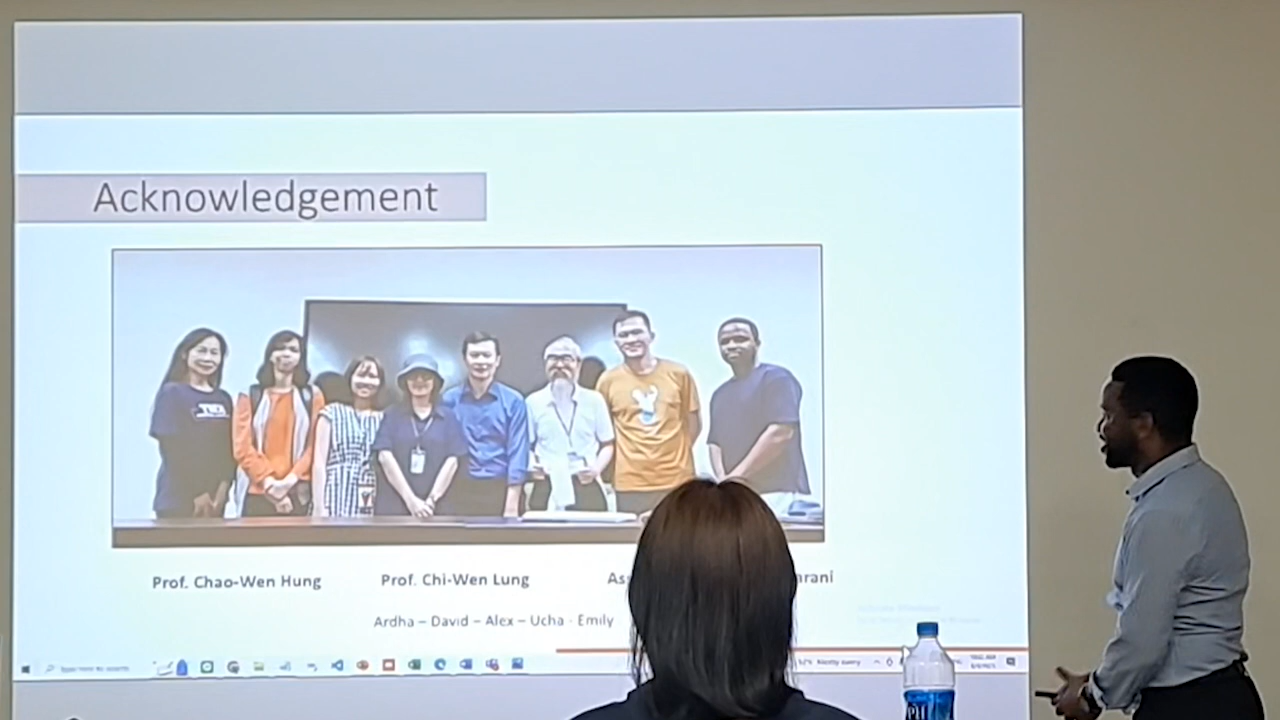 Acknowledgement
Prof. Chao-Wen Hung Prof. Chi-Wen Lung
Ardha – David – Alex – Ucha - Emily